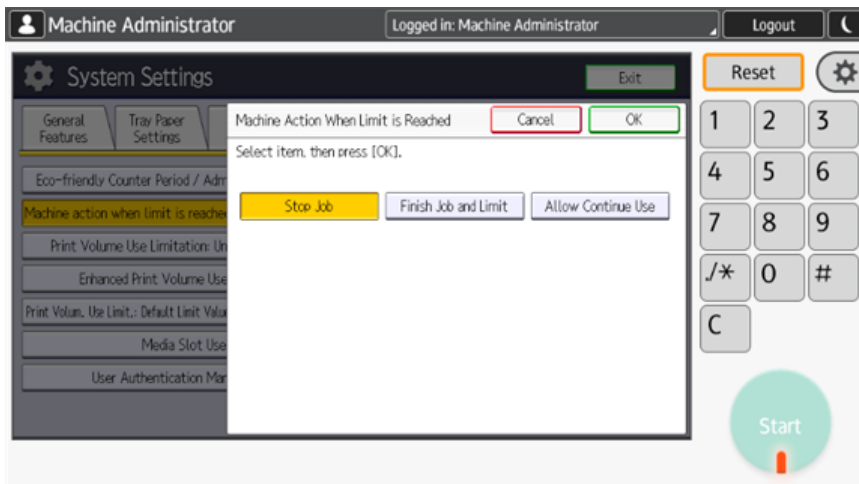 Machine Administrator
Logged in: Machine Administrator
Logout
System Settings
Exit
Reset
General
Features
Tray Paper
Settings
Machine Action When Limit is Reached
Cancel
OK
Select item, then press [OK].
Eco-friendly Counter Period / Adm
Stop Job
Finish Job and Limit
Allow Continue Use
Machine action when limit is reache
Print Volume Use Limitation: Un
Enhanced Print Volume Use
Print Volum. Use Limit.: Default Limit Valu
Media Slot Use
User Authentication Mar
1 2 3
4 5 6
7 8 9
./* 0 #
C
Start